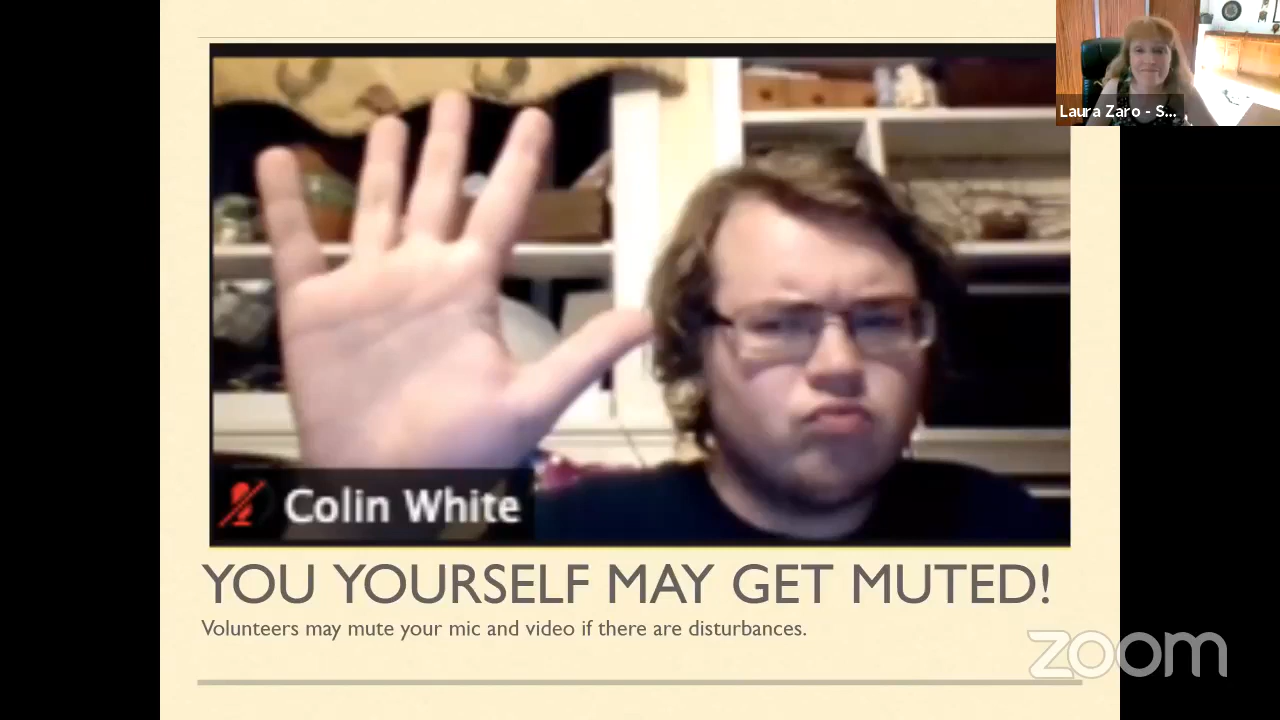 Laura Zaro - S...
Colin White
YOU YOURSELF MAY GET MUTED!
Volunteers may mute your mic and video if there are disturbances.
zoom